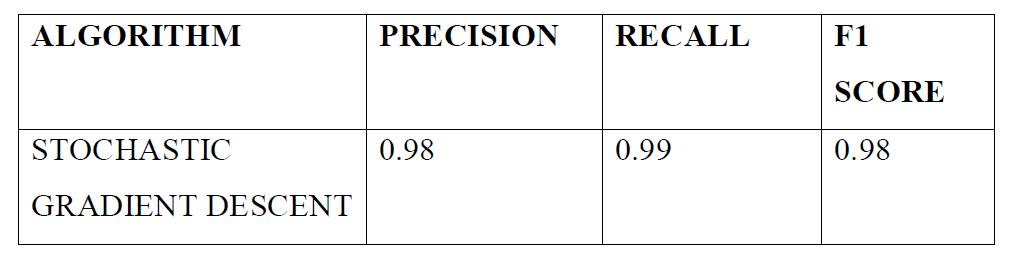 ALGORITHM PRECISION RECALL F1
SCORE
STOCHASTIC 0.98 0.99 0.98
GRADIENT DESCENT